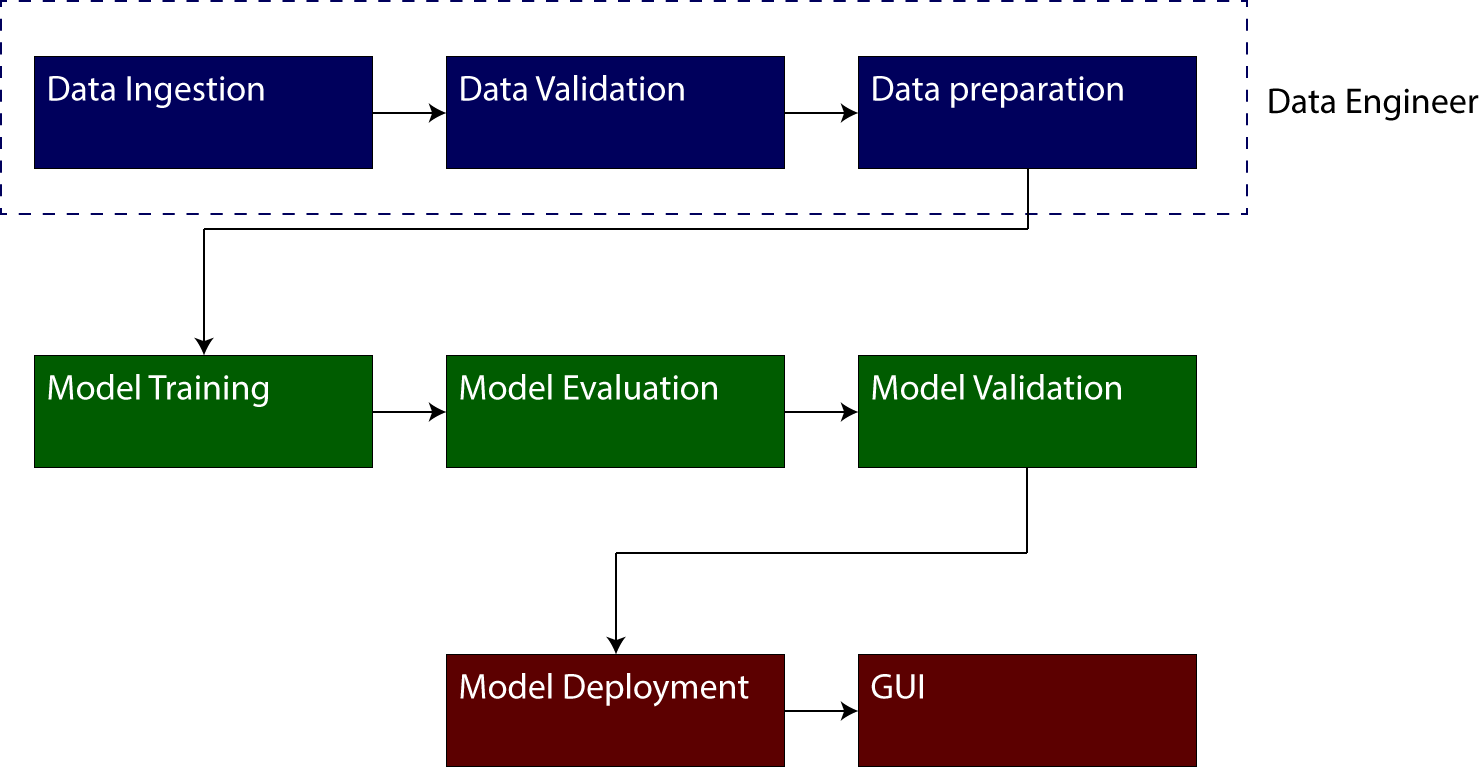 Data Ingestion
Data Validation
Data preparation
Data Engineer
Model Training
Model Evaluation
Model Validation
Model Deployment
GUI